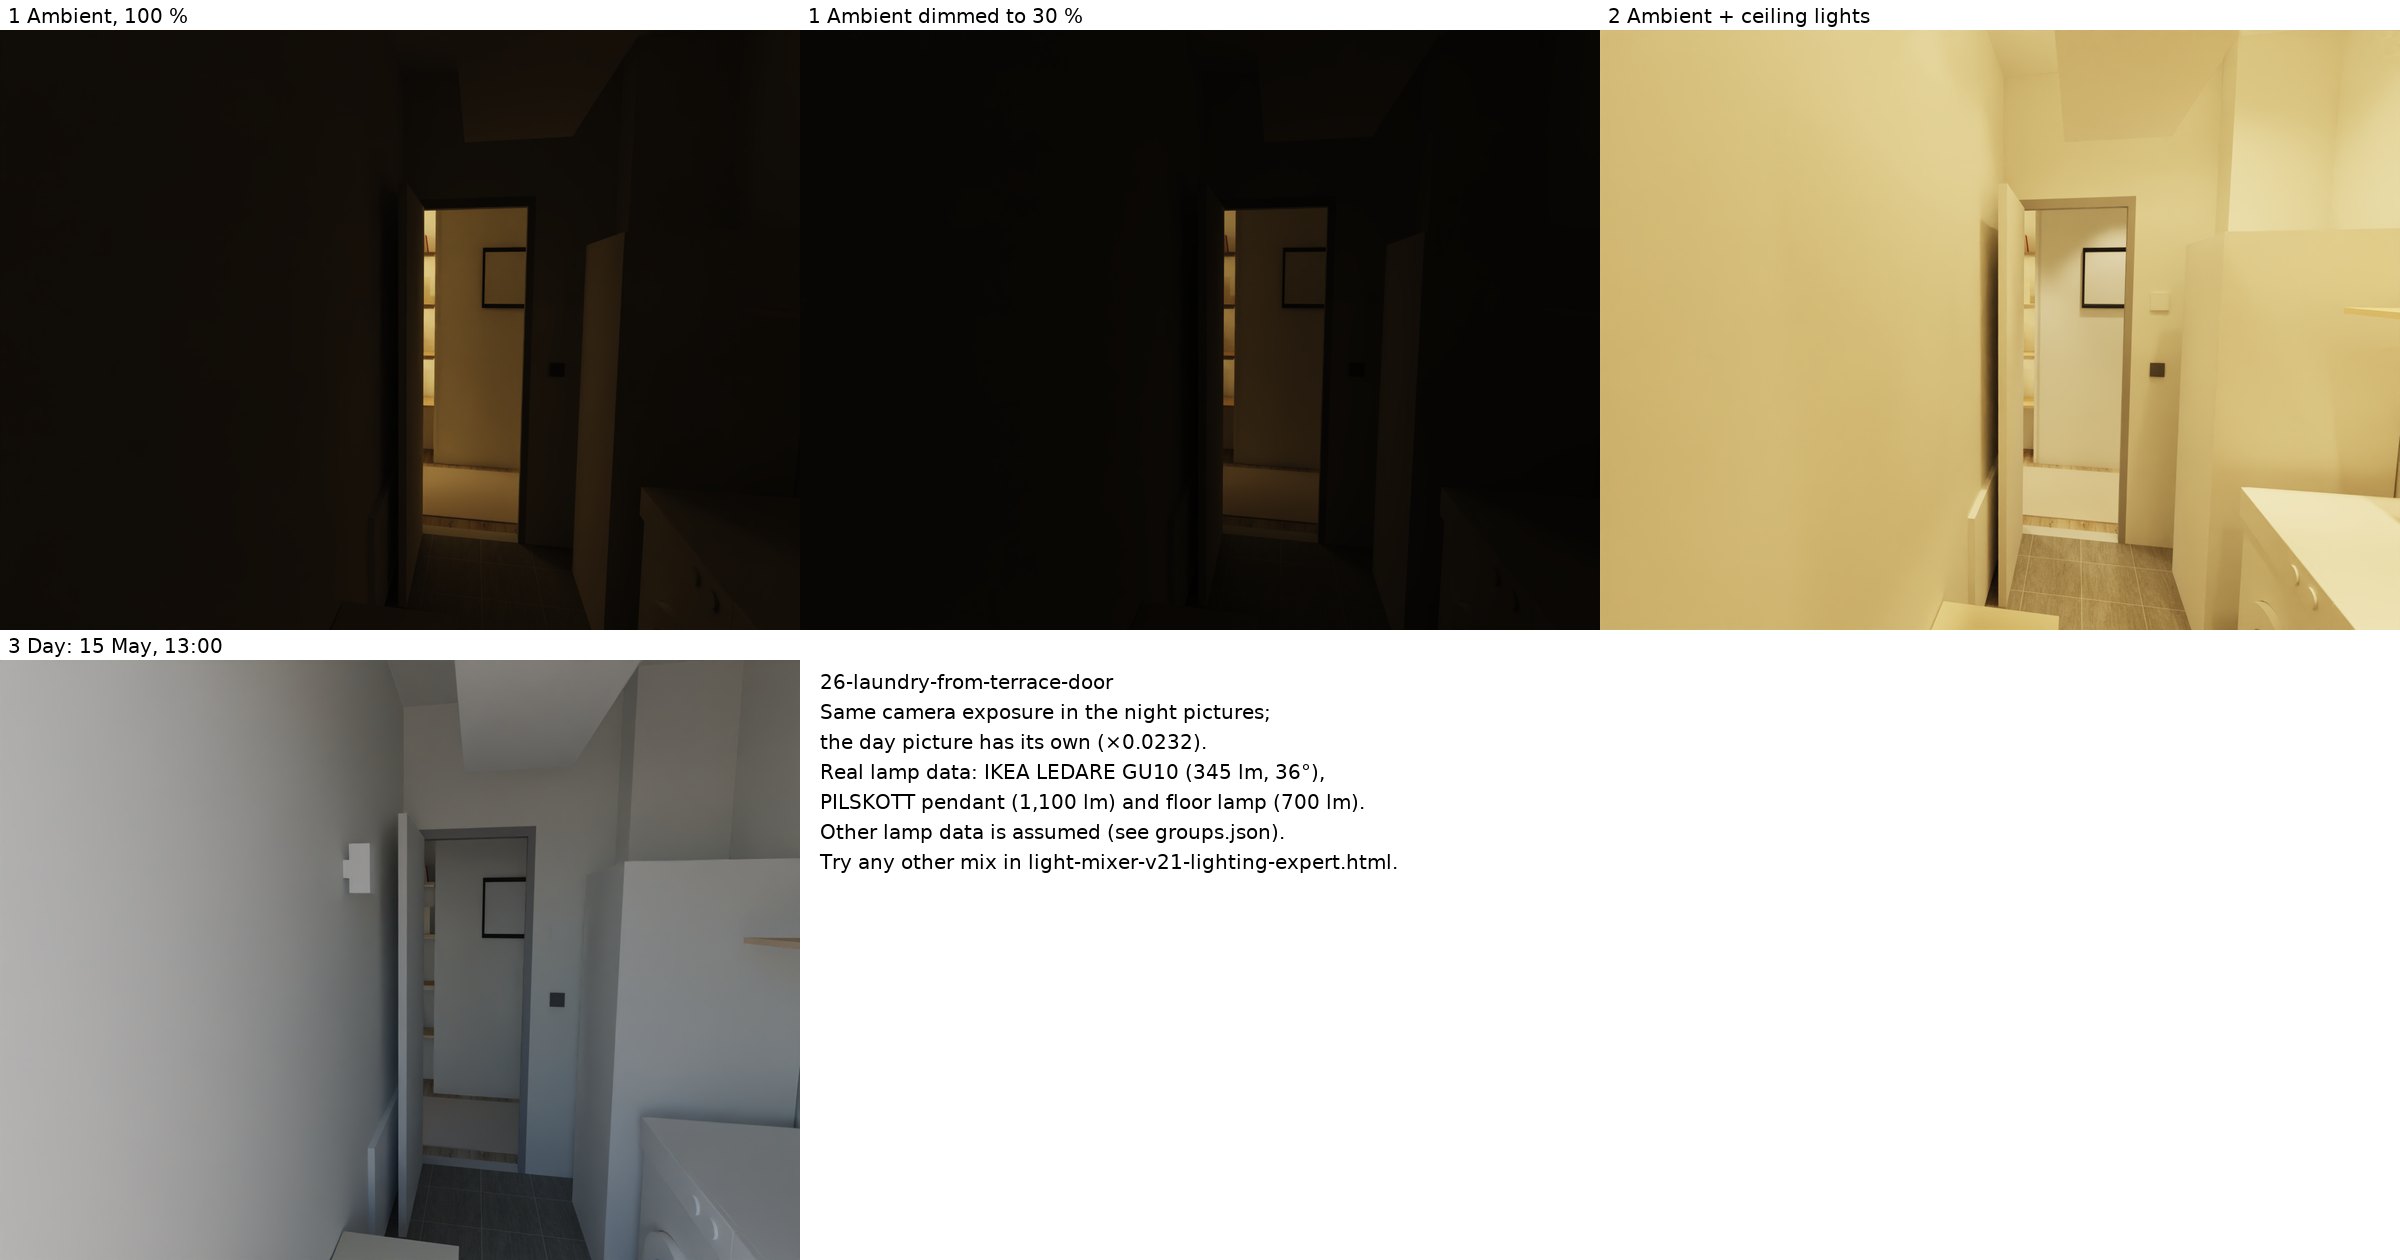 1 Ambient, 100 %
1 Ambient dimmed to 30 %
2 Ambient + ceiling lights
3 Day: 15 May, 13:00
26-laundry-from-terrace-door
Same camera exposure in the night pictures;
the day picture has its own (×0.0232).
Real lamp data: IKEA LEDARE GU10 (345 lm, 36°),
PILSKOTT pendant (1,100 lm) and floor lamp (700 lm).
Other lamp data is assumed (see groups.json).
Try any other mix in light-mixer-v21-lighting-expert.html.